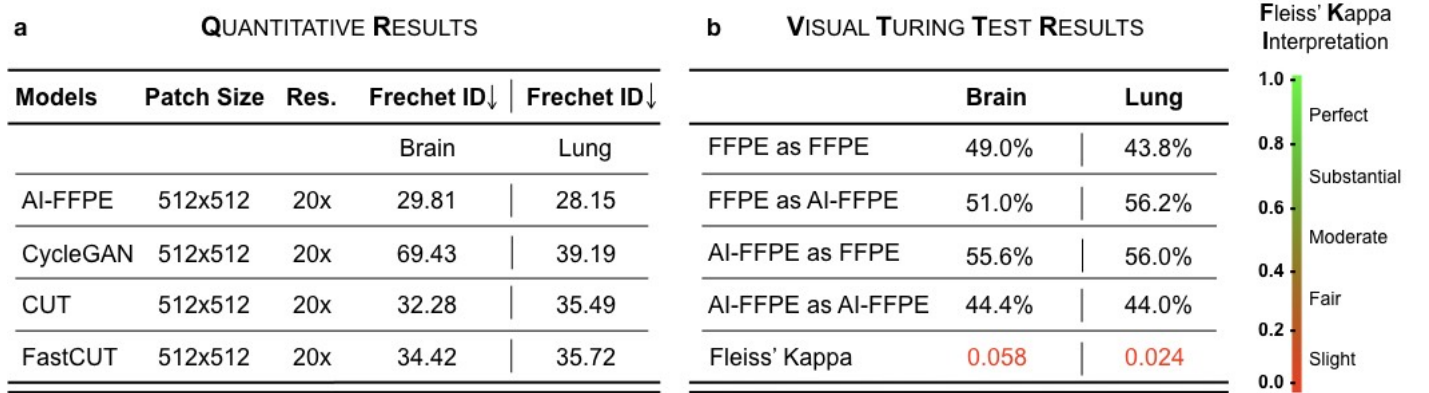 a QUANTITATIVE RESULTS
Models Patch Size Res. Frechet ID↓ | Frechet ID↓
Brain Lung
AI-FFPE 512x512 20x 29.81 | 28.15
CycleGAN 512x512 20x 69.43 | 39.19
CUT 512x512 20x 32.28 | 35.49
FastCUT 512x512 20x 34.42 | 35.72
b VISUAL TURING TEST RESULTS
Brain Lung
FFPE as FFPE 49.0% | 43.8%
FFPE as AI-FFPE 51.0% | 56.2%
AI-FFPE as FFPE 55.6% | 56.0%
AI-FFPE as AI-FFPE 44.4% | 44.0%
Fleiss' Kappa 0.058 | 0.024
Fleiss' Kappa
Interpretation
1.0
Perfect
0.8
Substantial
0.6
Moderate
0.4
Fair
0.2
Slight
0.0